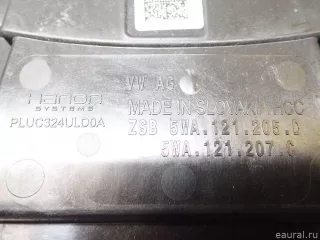 Hanon
SYSTEMS
PLUC324ULD0A
VW AG
MADE IN SLOVAKIA HCC
ZSB 5WA.121.205.D
5WA.121.207.C
eaural.ru